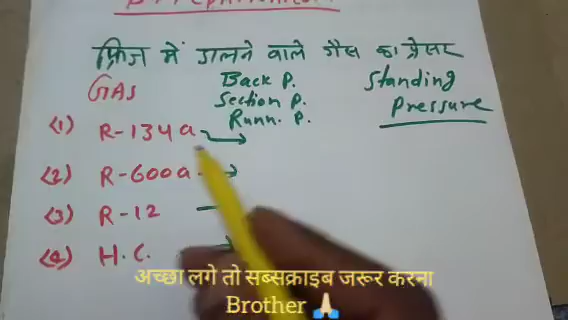 फ्रिज में डालने वाले गैस का प्रेसर
GAS Back P. Standing
Section P. Pressure
Runn. P.
(1) R-134a
(2) R-600a
(3) R-12
(4) H.C.
अच्छा लगे तो सब्सक्राइब जरूर करना
Brother 🙏🏻